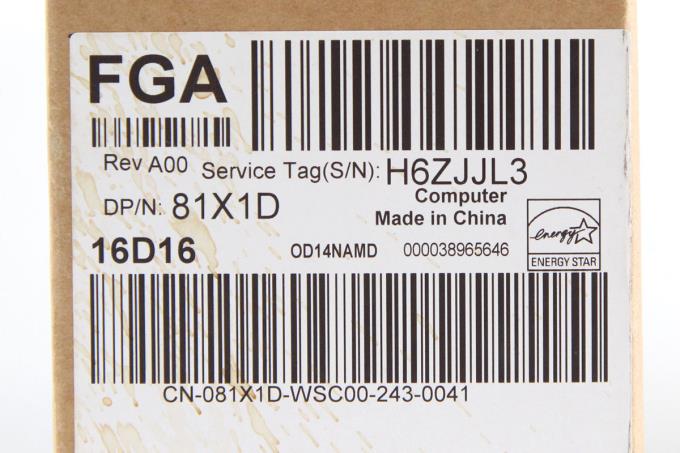 FGA
Rev A00 Service Tag(S/N): H6ZJJL3
Computer
DP/N: 81X1D Made in China
16D16 OD14NAMD 000038965646
energy
ENERGY STAR
CN-081X1D-WSC00-243-0041